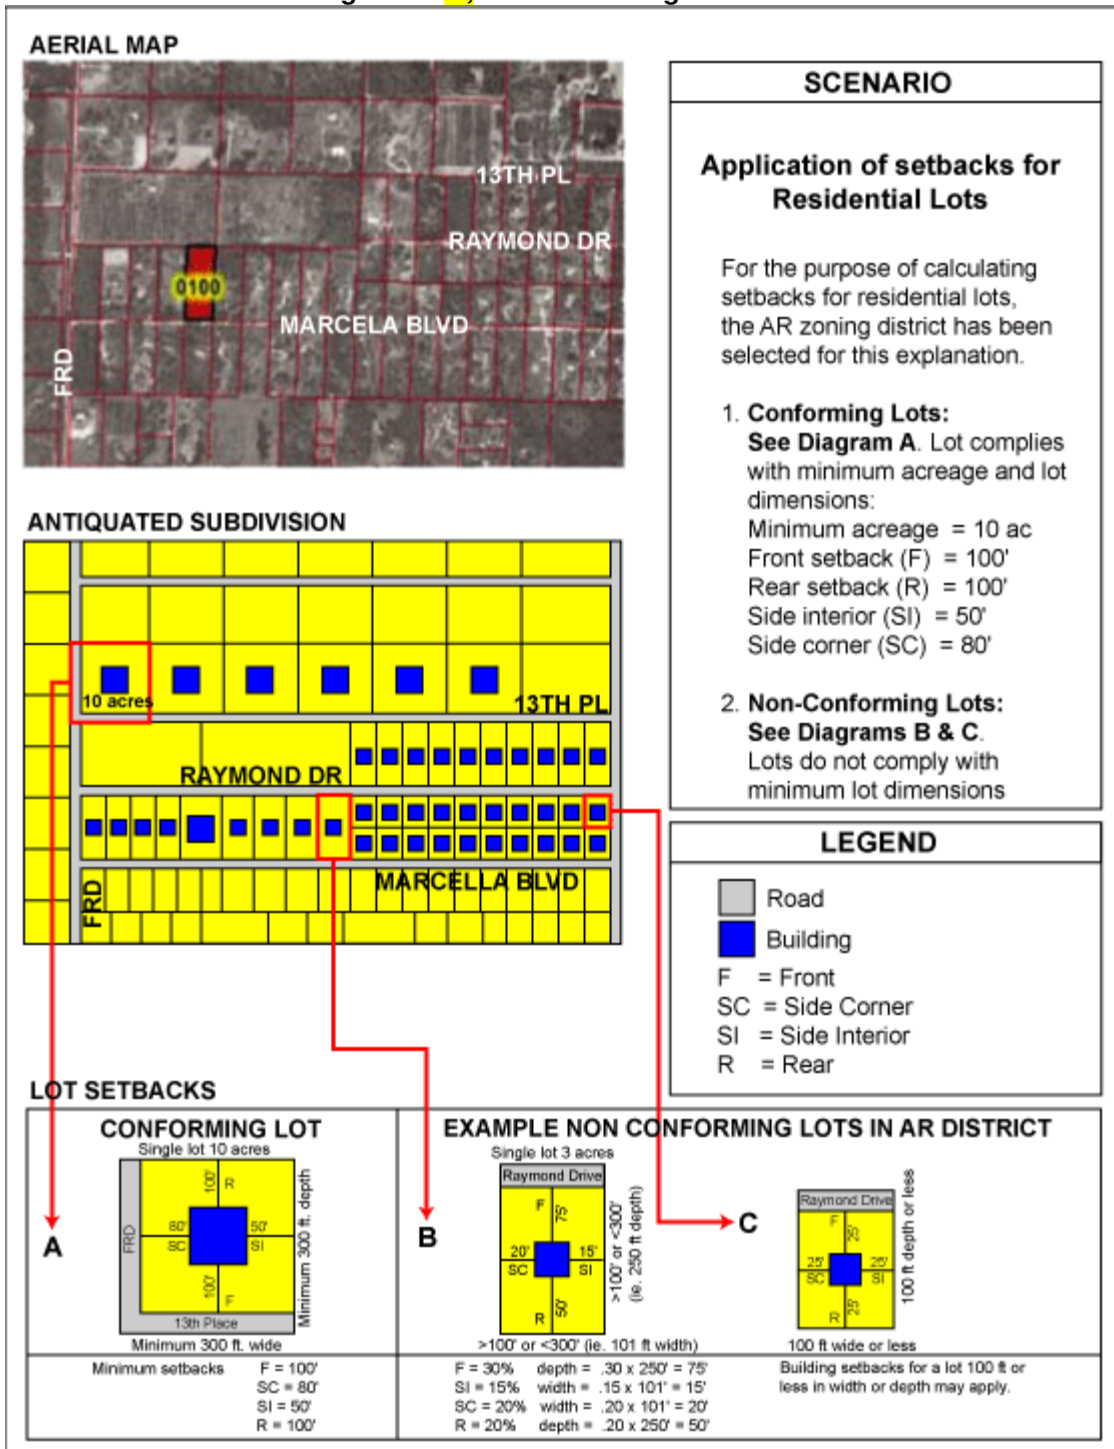 AERIAL MAP
13TH PL
RAYMOND DR
0100
MARCELA BLVD
FRD
SCENARIO
Application of setbacks for
Residential Lots
For the purpose of calculating
setbacks for residential lots,
the AR zoning district has been
selected for this explanation.
1. Conforming Lots:
See Diagram A. Lot complies
with minimum acreage and lot
dimensions:
Minimum acreage = 10 ac
Front setback (F) = 100'
Rear setback (R) = 100'
Side interior (SI) = 50'
Side corner (SC) = 80'
2. Non-Conforming Lots:
See Diagrams B & C.
Lots do not comply with
minimum lot dimensions
ANTIQUATED SUBDIVISION
10 acres
13TH PL
RAYMOND DR
MARCELLA BLVD
FRD
LEGEND
Road
Building
F = Front
SC = Side Corner
SI = Side Interior
R = Rear
LOT SETBACKS
CONFORMING LOT
Single lot 10 acres
A
FRD
100' R
80' SC
50' SI
100' F
13th Place
Minimum 300 ft. depth
Minimum 300 ft. wide
Minimum setbacks F = 100'
SC = 80'
SI = 50'
R = 100'
EXAMPLE NON CONFORMING LOTS IN AR DISTRICT
Single lot 3 acres
B
Raymond Drive
F 75'
20' SC
15' SI
R 50'
>100' or <300'
(ie. 250 ft depth)
>100' or <300' (ie. 101 ft width)
F = 30% depth = .30 x 250' = 75'
SI = 15% width = .15 x 101' = 15'
SC = 20% width = .20 x 101' = 20'
R = 20% depth = .20 x 250' = 50'
C
Raymond Drive
F 25'
25' SC
25' SI
R 25'
100 ft depth or less
100 ft wide or less
Building setbacks for a lot 100 ft or
less in width or depth may apply.